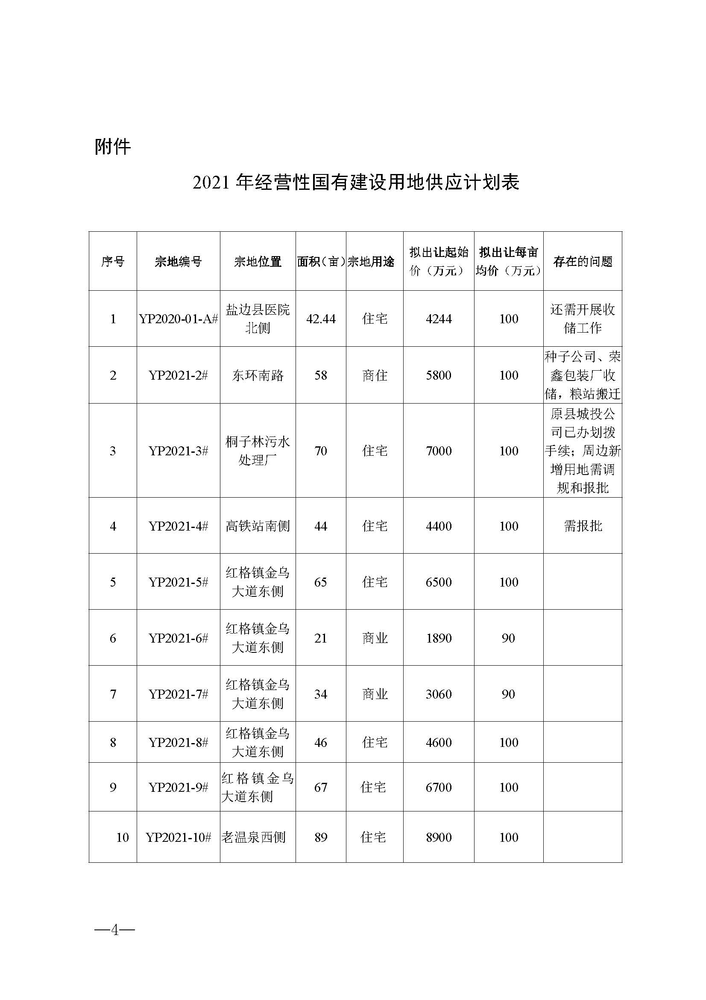 附件
2021 年经营性国有建设用地供应计划表
序号 宗地编号 宗地位置 面积（亩） 宗地用途 拟出让起始 拟出让每亩 存在的问题
价（万元） 均价（万元）
1 YP2020-01-A# 盐边县医院 42.44 住宅 4244 100 还需开展收
北侧 储工作
2 YP2021-2# 东环南路 58 商住 5800 100 种子公司、荣
鑫包装厂收
储，粮站搬迁
3 YP2021-3# 桐子林污水 70 住宅 7000 100 原县城投公
处理厂 司已办划拨
手续；周边新
增用地需调
规和报批
4 YP2021-4# 高铁站南侧 44 住宅 4400 100 需报批
5 YP2021-5# 红格镇金乌 65 住宅 6500 100
大道东侧
6 YP2021-6# 红格镇金乌 21 商业 1890 90
大道东侧
7 YP2021-7# 红格镇金乌 34 商业 3060 90
大道东侧
8 YP2021-8# 红格镇金乌 46 住宅 4600 100
大道东侧
9 YP2021-9# 红格镇金乌 67 住宅 6700 100
大道东侧
10 YP2021-10# 老温泉西侧 89 住宅 8900 100
—4—